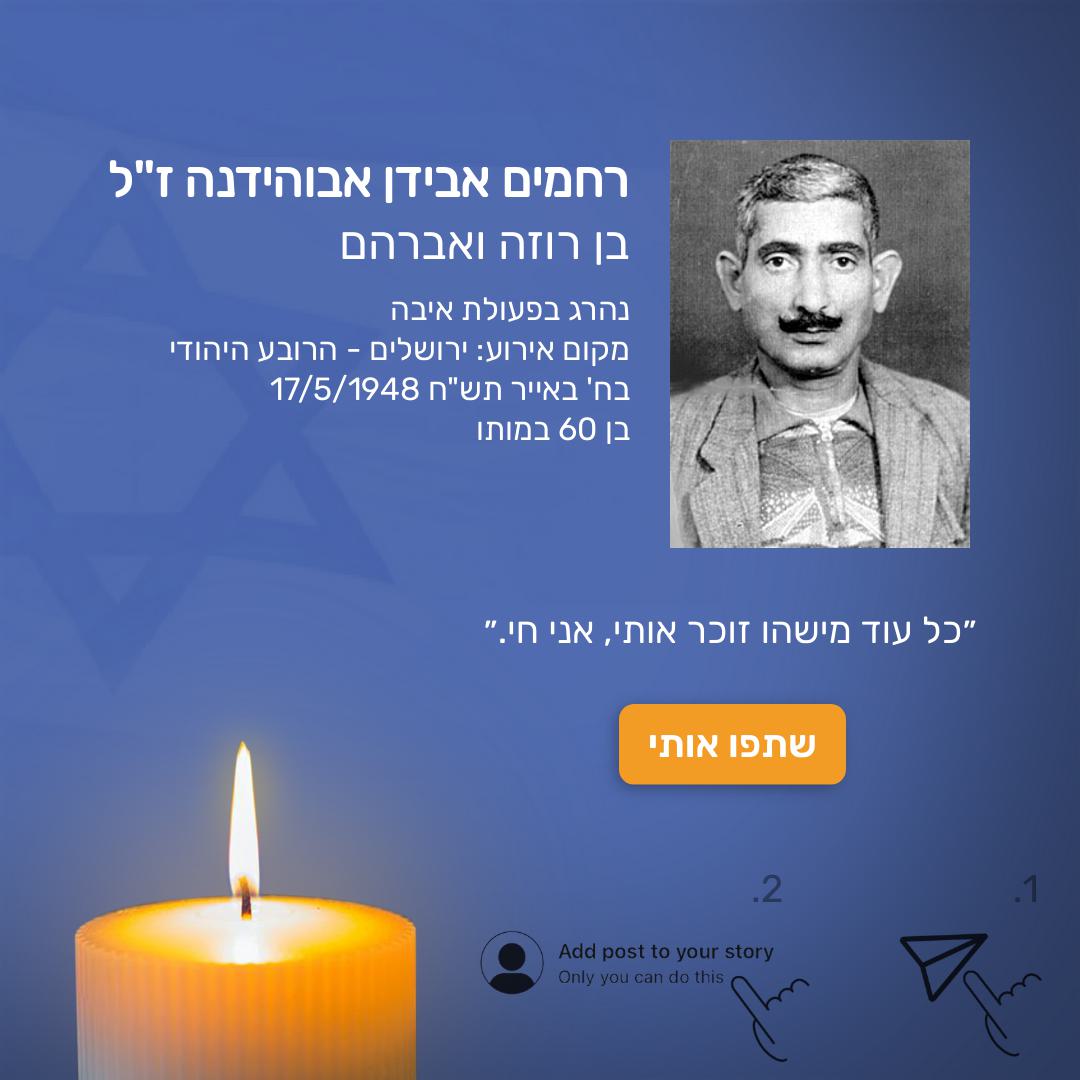 רחמים אבידן אבוהידנה ז"ל
בן רוזה ואברהם
נהרג בפעולת איבה
מקום אירוע: ירושלים - הרובע היהודי
בח' באייר תש"ח 17/5/1948
בן 60 במותו
״כל עוד מישהו זוכר אותי, אני חי.״
שתפו אותי
1.
2.
Add post to your story
Only you can do this